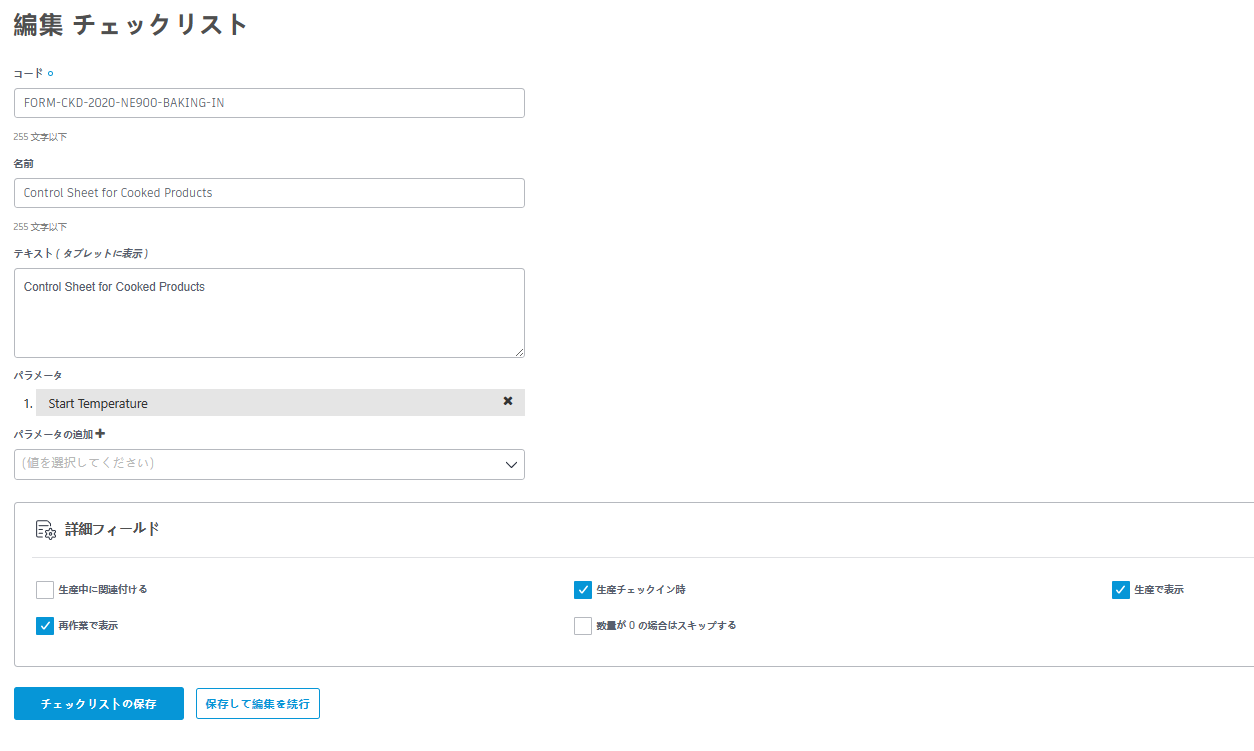 編集 チェックリスト
コード
FORM-CKD-2020-NE900-BAKING-IN
255 文字以下
名前
Control Sheet for Cooked Products
255 文字以下
テキスト ( タブレットに表示 )
Control Sheet for Cooked Products
パラメータ
1. Start Temperature
パラメータの追加
(値を選択してください)
詳細フィールド
生産中に関連付ける 生産チェックイン時 生産で表示
再作業で表示 数量が 0 の場合はスキップする
チェックリストの保存 保存して編集を続行